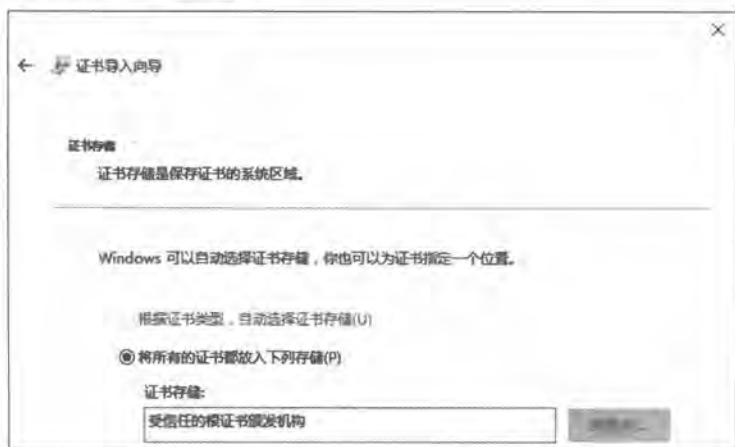 证书导入向导
证书存储
证书存储是保存证书的系统区域。
Windows 可以自动选择证书存储，你也可以为证书指定一个位置。
根据证书类型，自动选择证书存储(U)
将所有的证书都放入下列存储(P)
证书存储:
受信任的根证书颁发机构